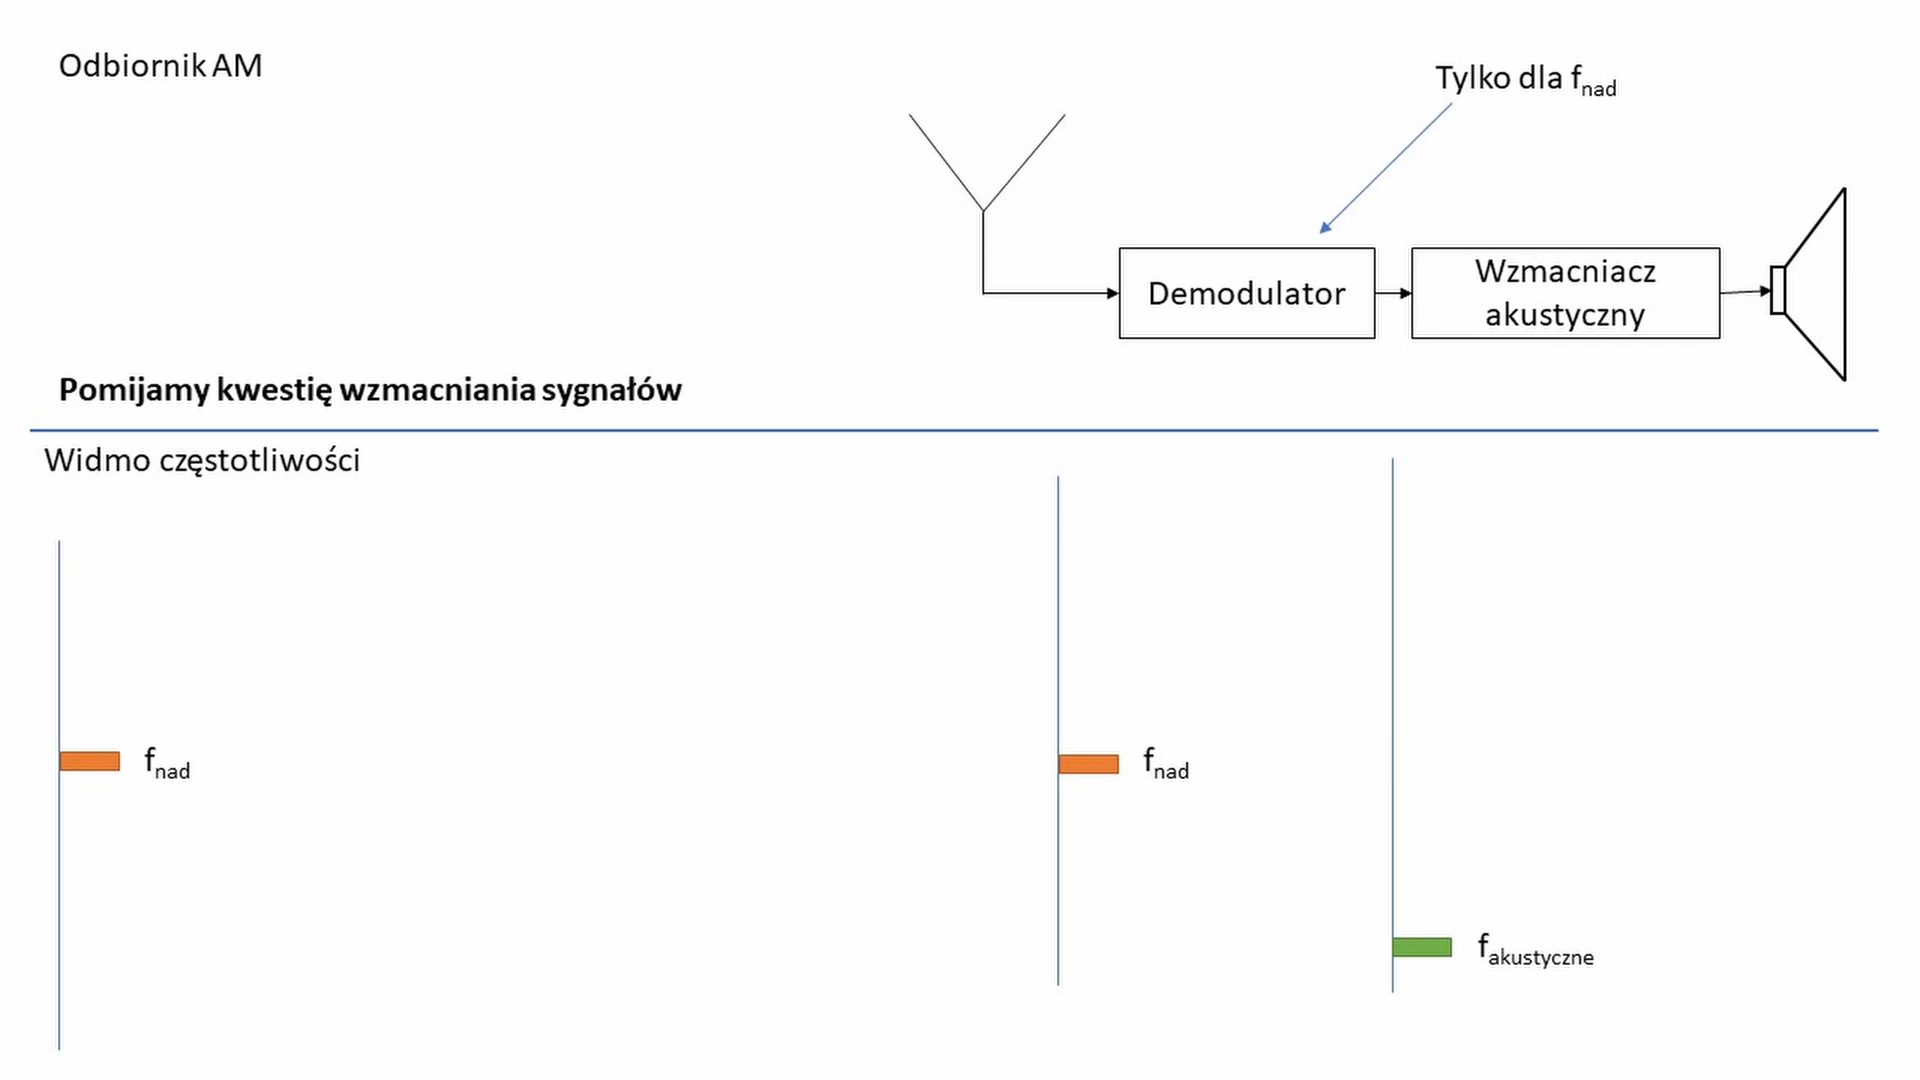 Odbiornik AM
Tylko dla fnad
Demodulator
Wzmacniacz
akustyczny
Pomijamy kwestię wzmacniania sygnałów
Widmo częstotliwości
fnad
fnad
fakustyczne